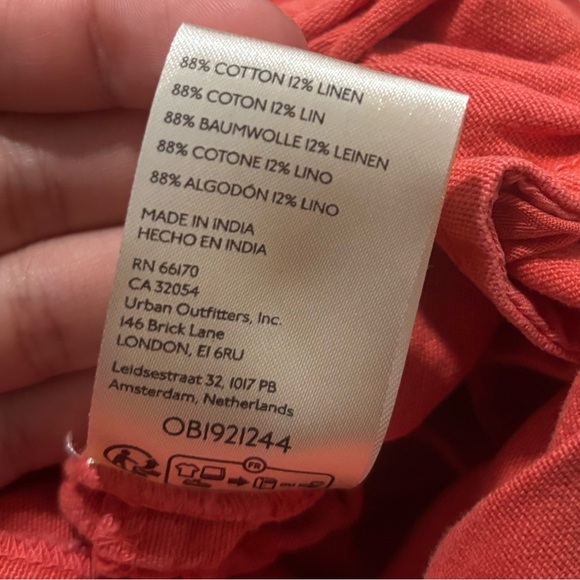 88% COTTON 12% LINEN
88% COTON 12% LIN
88% BAUMWOLLE 12% LEINEN
88% COTONE 12% LINO
88% ALGODÓN 12% LINO
MADE IN INDIA
HECHO EN INDIA
RN 66170
CA 32054
Urban Outfitters, Inc.
146 Brick Lane
LONDON, E1 6RU
Leidsestraat 32, 1017 PB
Amsterdam, Netherlands
OB1921244
FR
OU